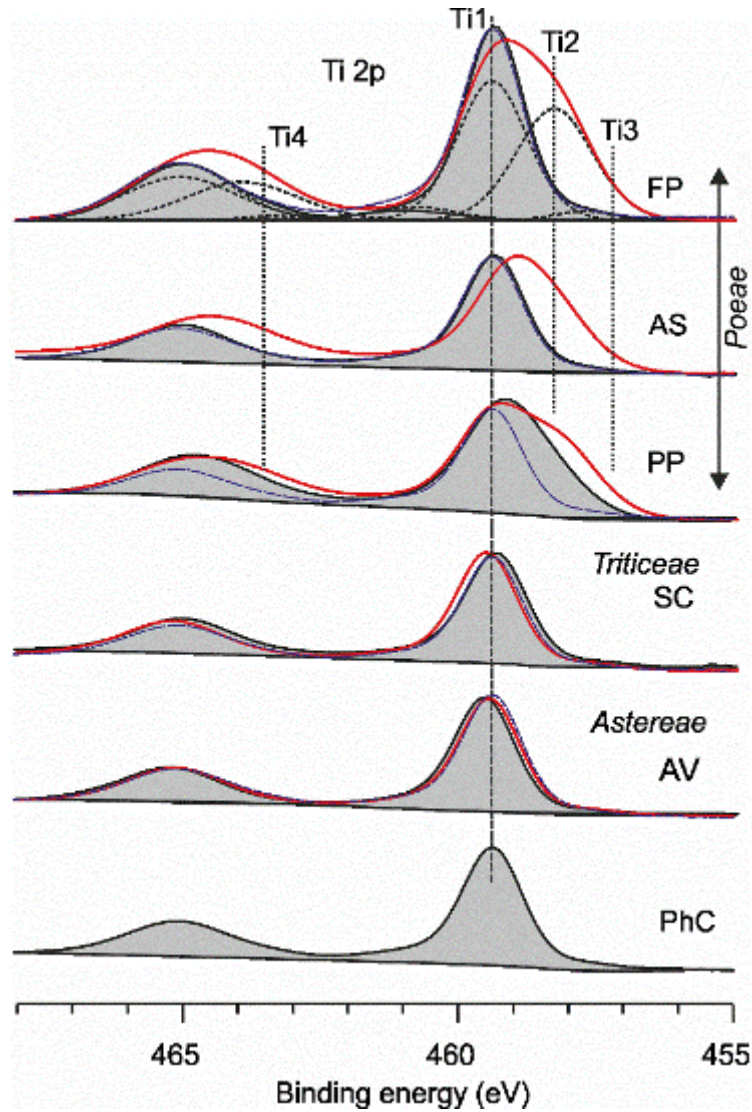 Ti1
Ti2
Ti 2p
Ti3
Ti4
FP
AS
Poeae
PP
Triticeae
SC
Astereae
AV
PhC
465
460
455
Binding energy (eV)